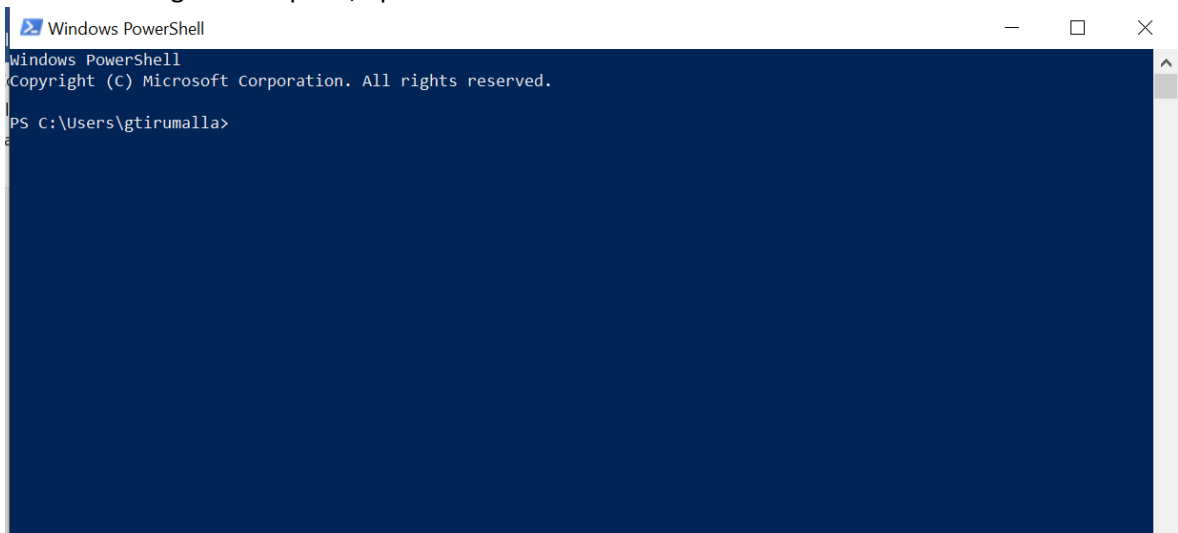 Windows PowerShell
Windows PowerShell
Copyright (C) Microsoft Corporation. All rights reserved.
PS C:\Users\gtirumalla>